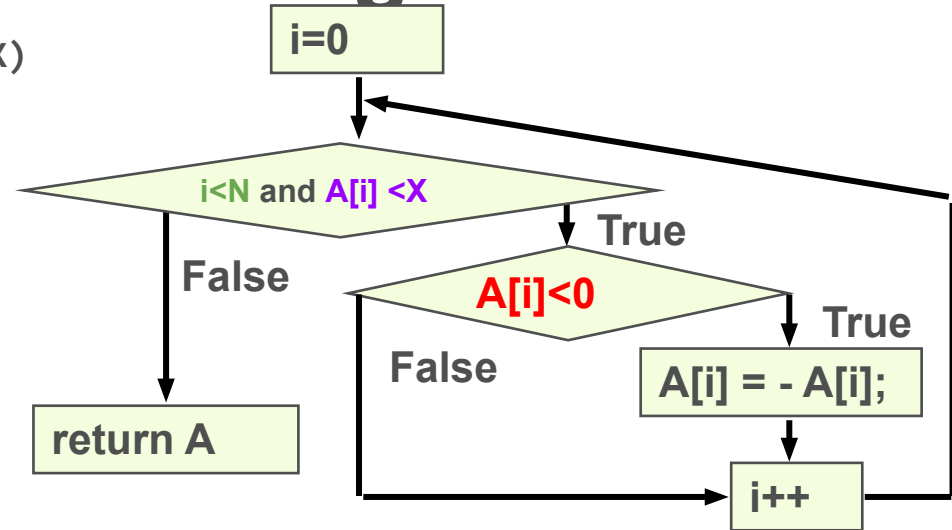 X)
i=0
i<N and A[i] <X
True
False
A[i]<0
True
False
A[i] = - A[i];
return A
i++